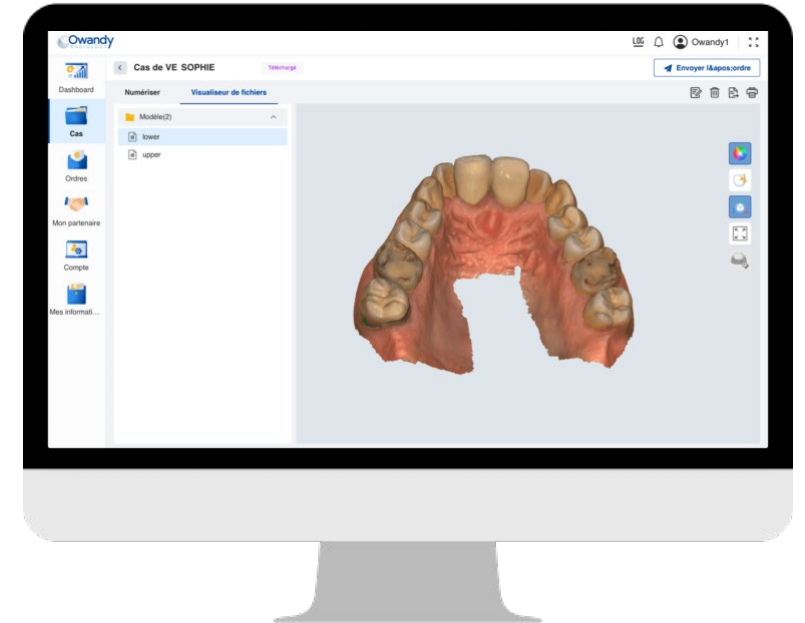 Owandy
RADIOLOGY
LOG
Owandy1
Dashboard
Cas
Ordres
Mon partenaire
Compte
Mes informati...
Cas de VE SOPHIE
Téléchargé
Envoyer l&apos;ordre
Numériser
Visualiseur de fichiers
Modèle(2)
lower
upper